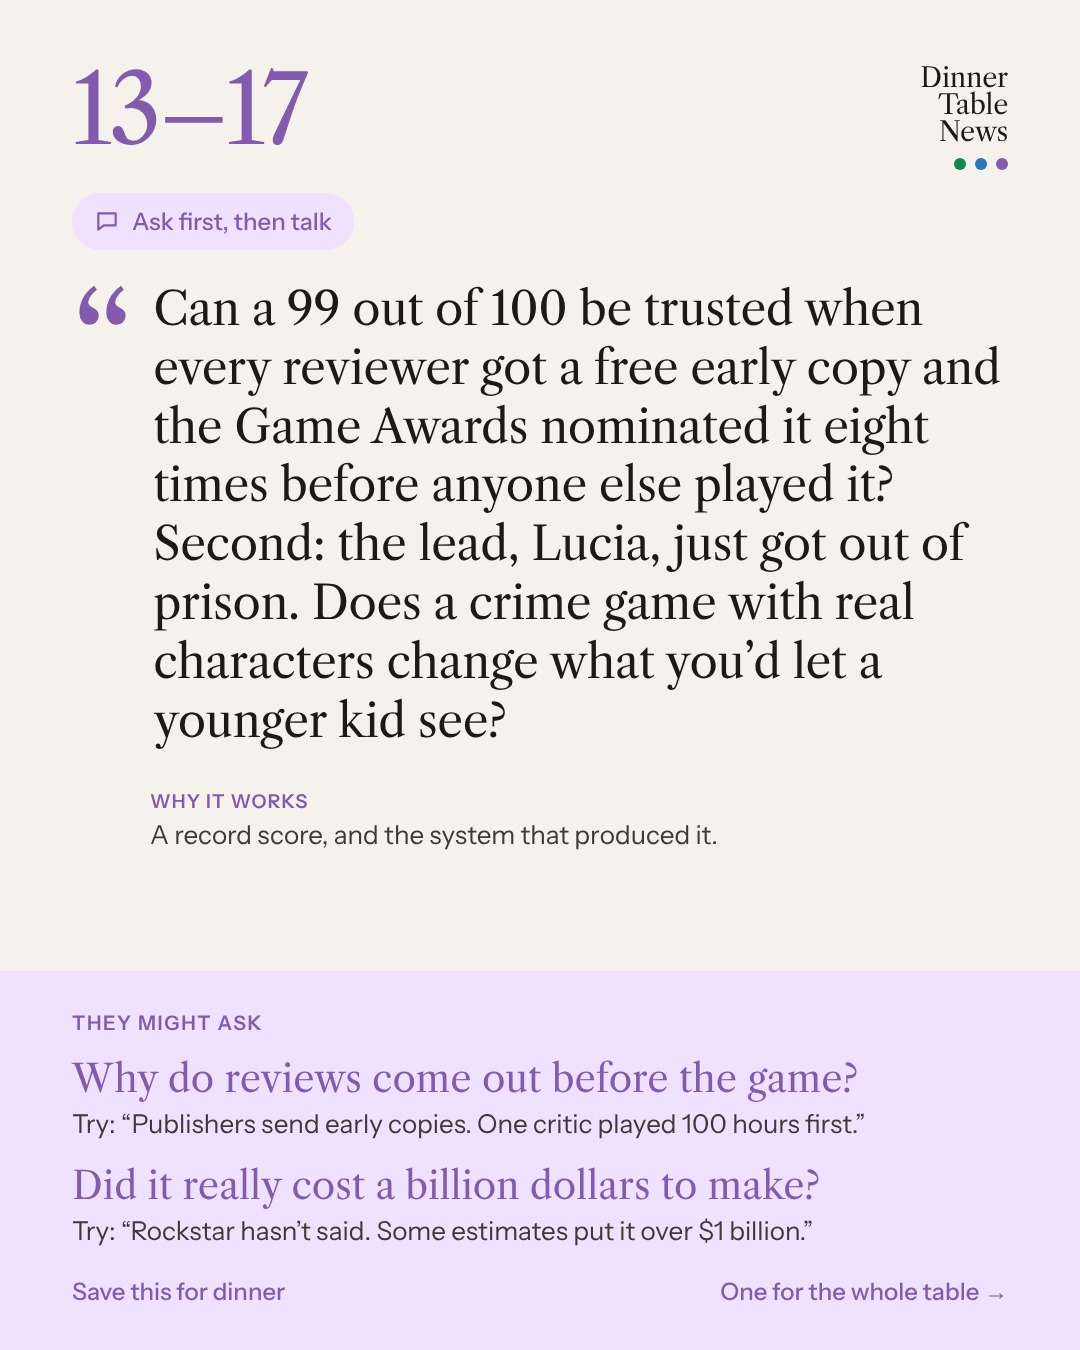 13–17
Dinner
Table
News
Ask first, then talk
“ Can a 99 out of 100 be trusted when
every reviewer got a free early copy and
the Game Awards nominated it eight
times before anyone else played it?
Second: the lead, Lucia, just got out of
prison. Does a crime game with real
characters change what you’d let a
younger kid see?
WHY IT WORKS
A record score, and the system that produced it.
THEY MIGHT ASK
Why do reviews come out before the game?
Try: “Publishers send early copies. One critic played 100 hours first.”
Did it really cost a billion dollars to make?
Try: “Rockstar hasn’t said. Some estimates put it over $1 billion.”
Save this for dinner
One for the whole table →